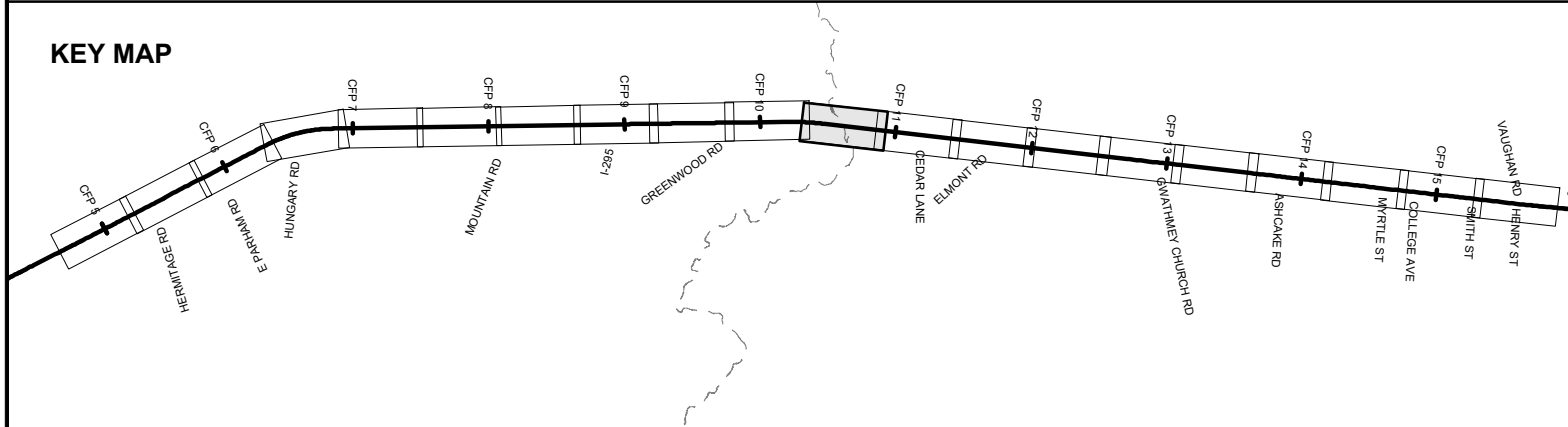 KEY MAP
CFP 5
HERMITAGE RD
CFP 6
E PARHAM RD
HUNGARY RD
CFP 7
MOUNTAIN RD
CFP 8
I-295
CFP 9
GREENWOOD RD
CFP 10
CFP 11
CEDAR LANE
ELMONT RD
CFP 12
CFP 13
GWATHMEY CHURCH RD
ASHCAKE RD
CFP 14
MYRTLE ST
COLLEGE AVE
CFP 15
SMITH ST
VAUGHAN RD
HENRY ST